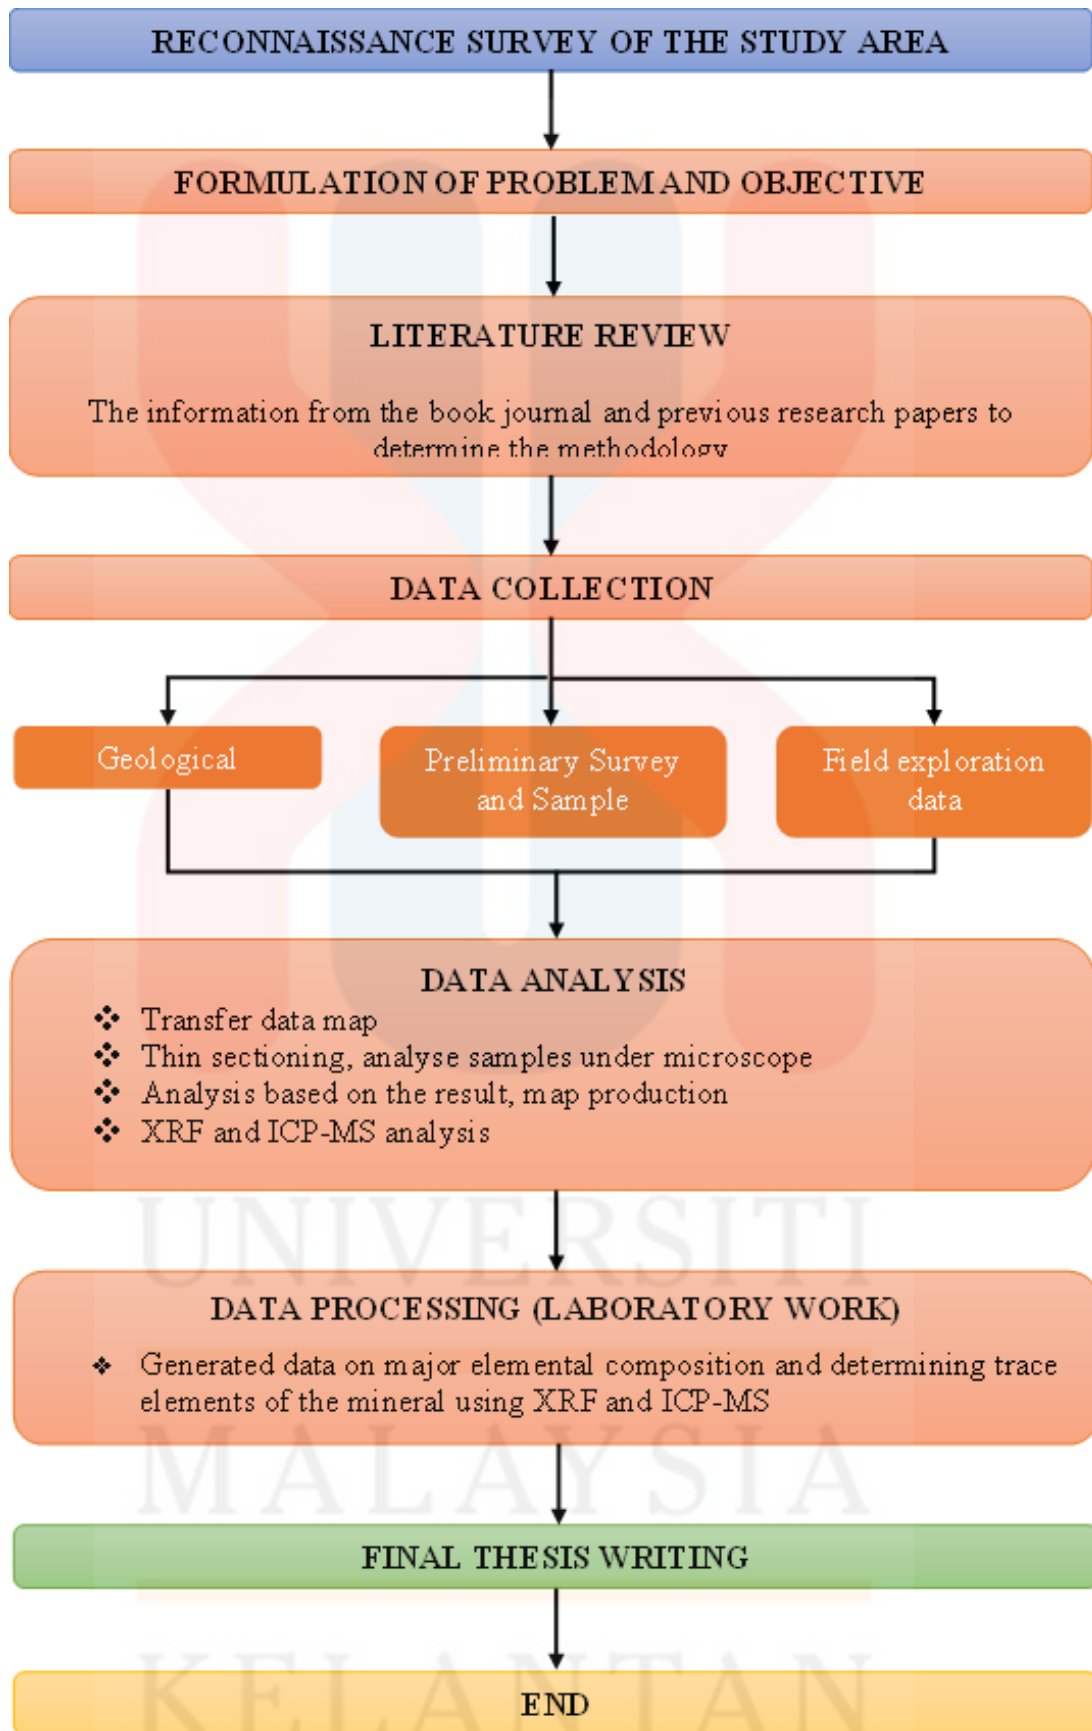 RECONNAISSANCE SURVEY OF THE STUDY AREA
FORMULATION OF PROBLEM AND OBJECTIVE
LITERATURE REVIEW
The information from the book journal and previous research papers to
determine the methodology
DATA COLLECTION
Geological
Preliminary Survey
and Sample
Field exploration
data
DATA ANALYSIS
❖ Transfer data map
❖ Thin sectioning, analyse samples under microscope
❖ Analysis based on the result, map production
❖ XRF and ICP-MS analysis
UNIVERSITI
DATA PROCESSING (LABORATORY WORK)
❖ Generated data on major elemental composition and determining trace
elements of the mineral using XRF and ICP-MS
MALAYSIA
FINAL THESIS WRITING
KELANTAN
END